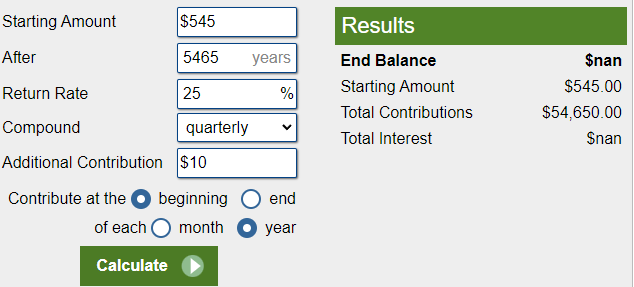 Starting Amount $545
After 5465 years
Return Rate 25 %
Compound quarterly
Additional Contribution $10
Contribute at the beginning end
of each month year
Calculate
Results
End Balance $nan
Starting Amount $545.00
Total Contributions $54,650.00
Total Interest $nan